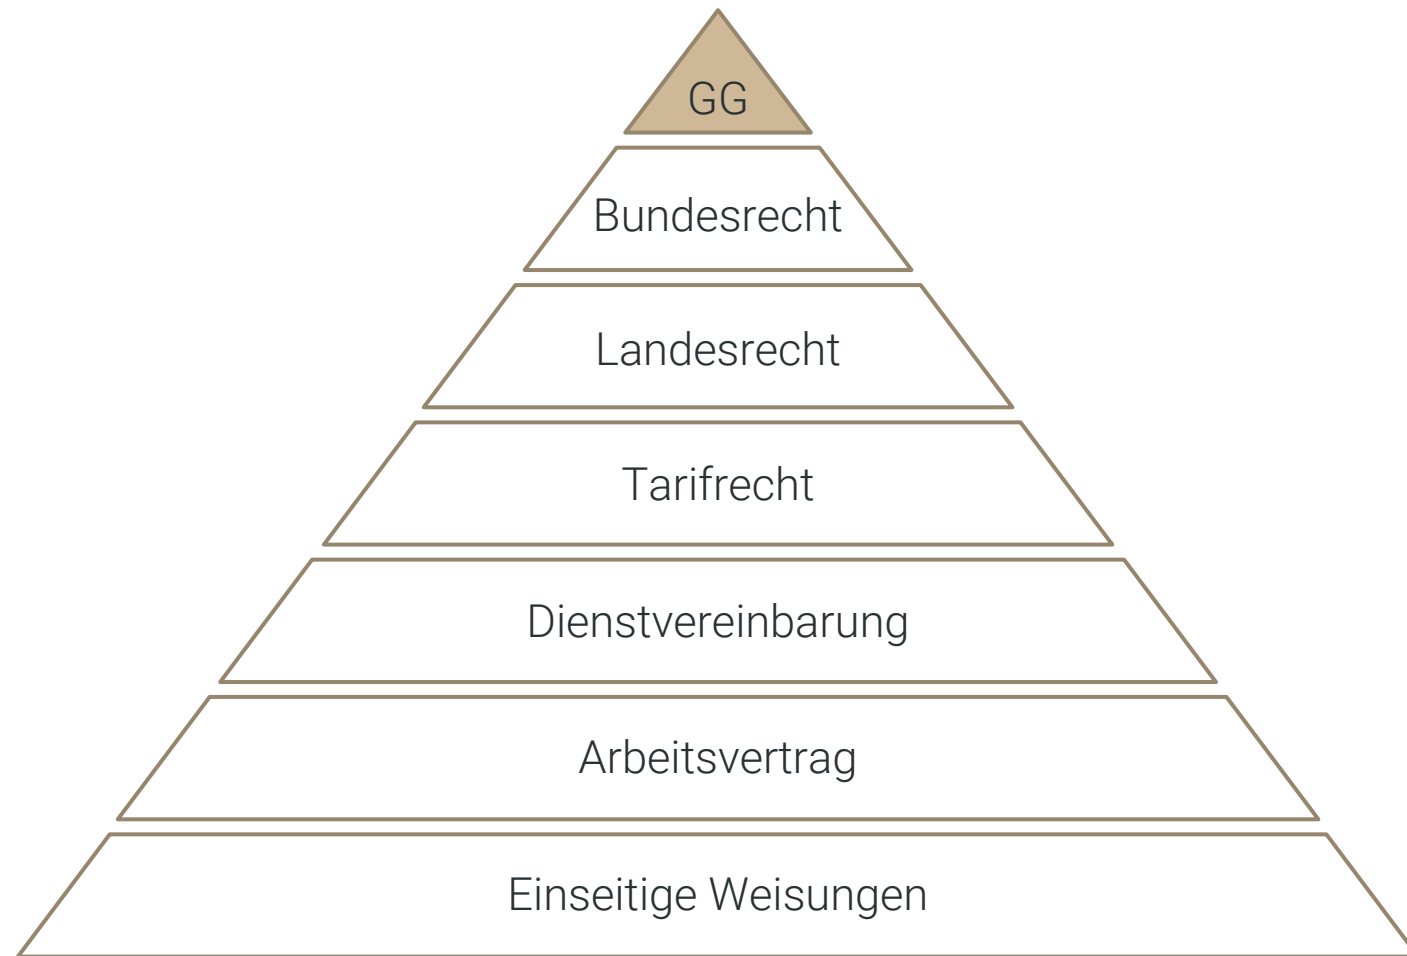 GG
Bundesrecht
Landesrecht
Tarifrecht
Dienstvereinbarung
Arbeitsvertrag
Einseitige Weisungen